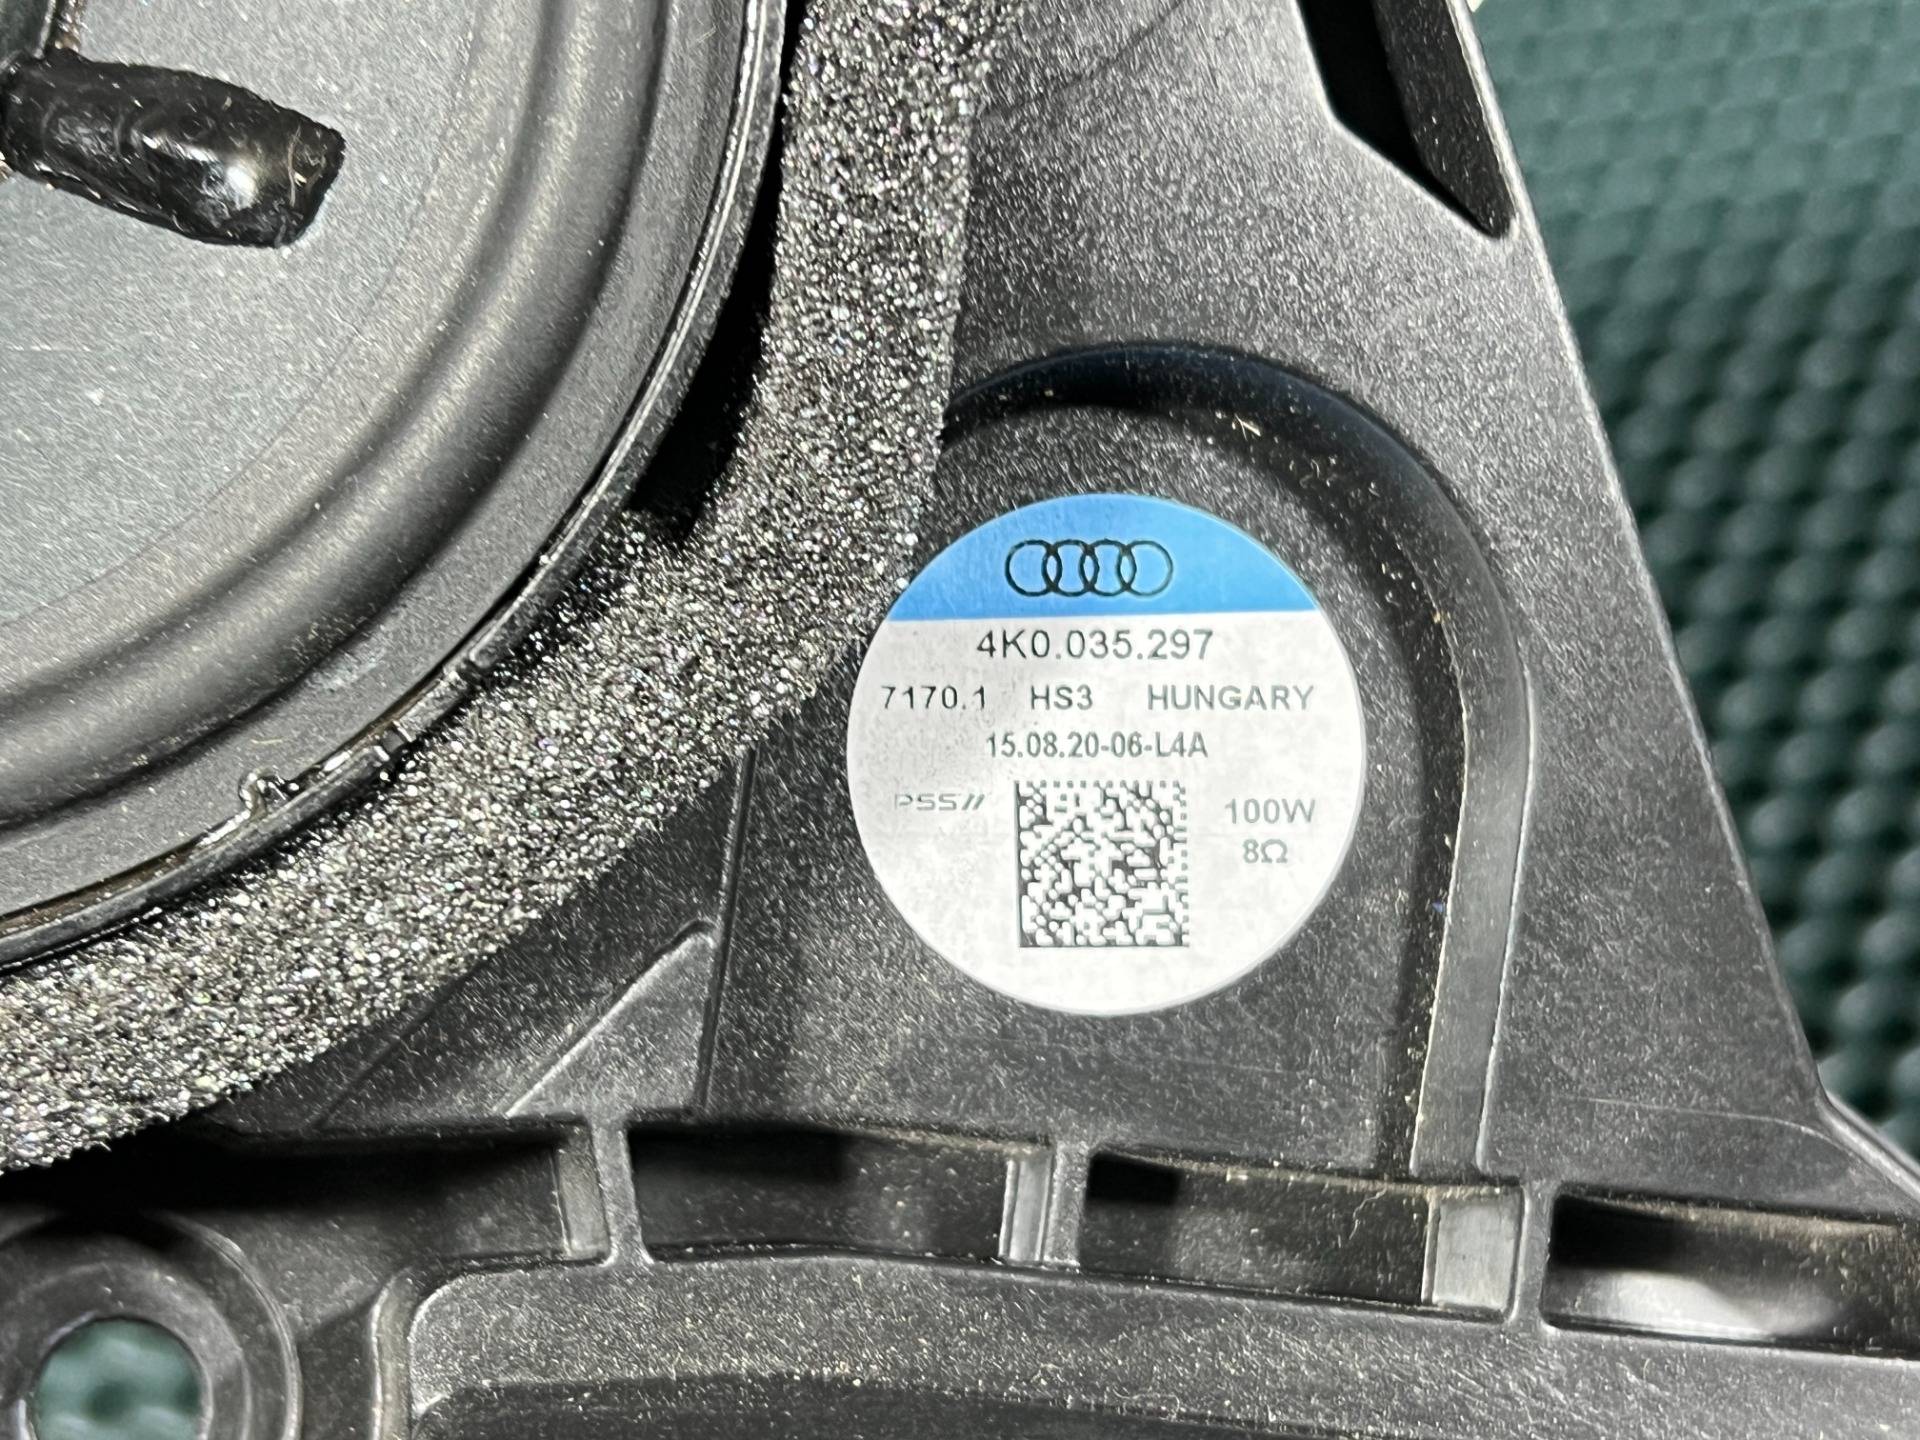 4K0.035.297
7170.1 HS3 HUNGARY
15.08.20-06-L4A
PSS//
100W
8Ω